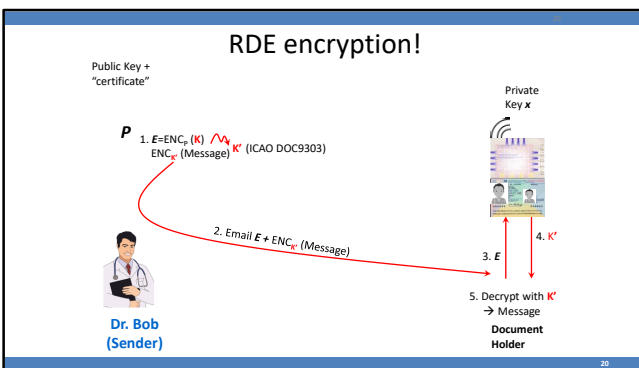 RDE encryption!
Public Key +
"certificate"
Private
Key x
P
1. E=ENCP (K) K' (ICAO DOC9303)
ENCK' (Message)
2. Email E + ENCK' (Message)
3. E
4. K'
5. Decrypt with K'
→ Message
Dr. Bob
(Sender)
Document
Holder
20